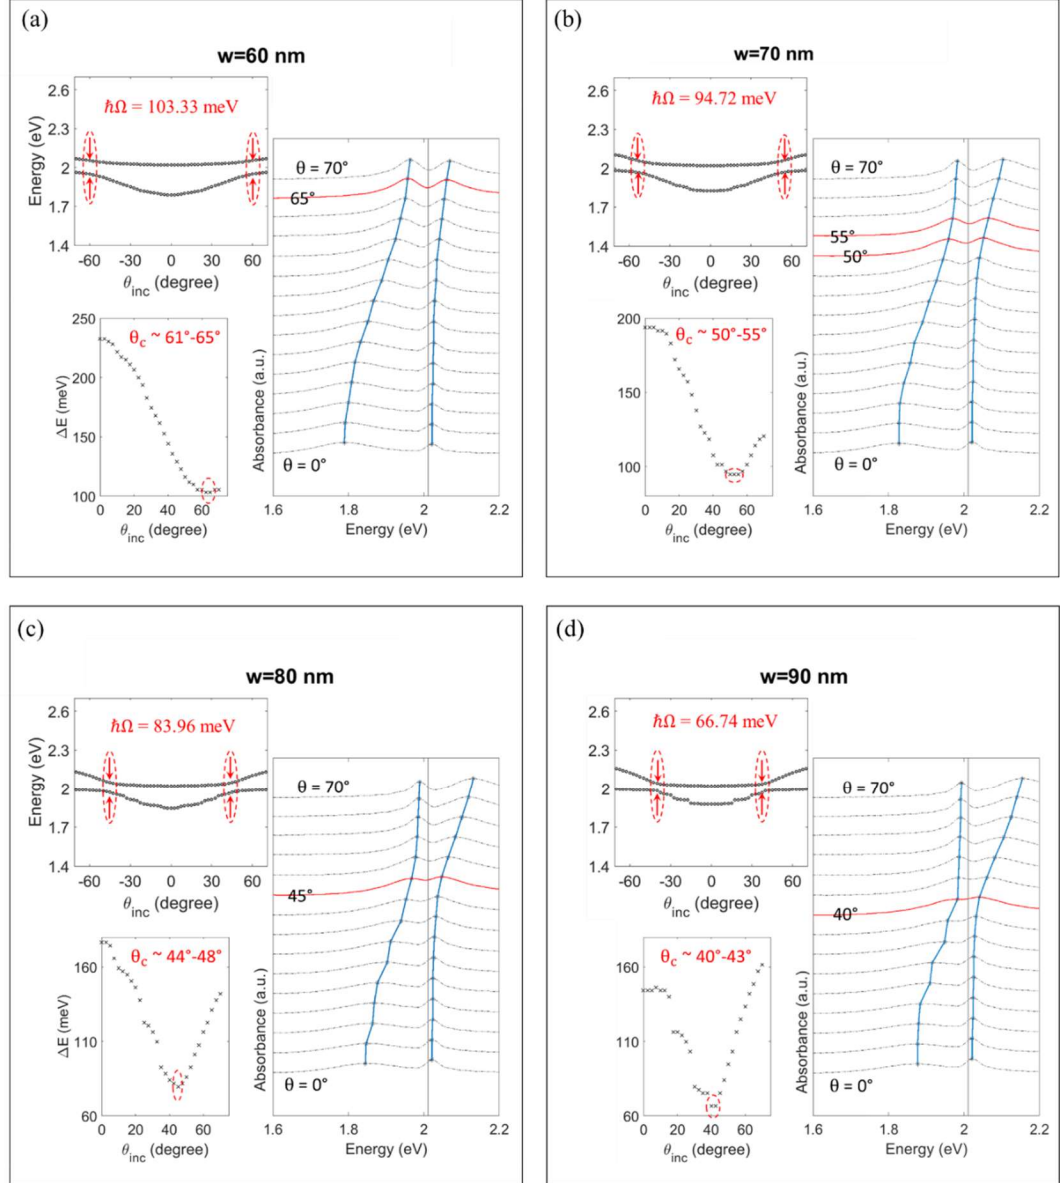 (a)
w=60 nm
2.6
2.3
2
1.7
1.4
Energy (eV)
ℏΩ = 103.33 meV
-60 -30 0 30 60
θinc (degree)
250
200
150
100
ΔE (meV)
θc ~ 61°-65°
0 20 40 60
θinc (degree)
θ = 70°
65°
θ = 0°
Absorbance (a.u.)
1.6 1.8 2 2.2
Energy (eV)
(b)
w=70 nm
2.6
2.3
2
1.7
1.4
ℏΩ = 94.72 meV
-60 -30 0 30 60
θinc (degree)
200
150
100
θc ~ 50°-55°
0 20 40 60
θinc (degree)
θ = 70°
55°
50°
θ = 0°
Absorbance (a.u.)
1.6 1.8 2 2.2
Energy (eV)
(c)
w=80 nm
2.6
2.3
2
1.7
1.4
Energy (eV)
ℏΩ = 83.96 meV
-60 -30 0 30 60
θinc (degree)
160
110
60
ΔE (meV)
θc ~ 44°-48°
0 20 40 60
θinc (degree)
θ = 70°
45°
θ = 0°
Absorbance (a.u.)
1.6 1.8 2 2.2
Energy (eV)
(d)
w=90 nm
2.6
2.3
2
1.7
1.4
ℏΩ = 66.74 meV
-60 -30 0 30 60
θinc (degree)
160
110
60
θc ~ 40°-43°
0 20 40 60
θinc (degree)
θ = 70°
40°
θ = 0°
Absorbance (a.u.)
1.6 1.8 2 2.2
Energy (eV)